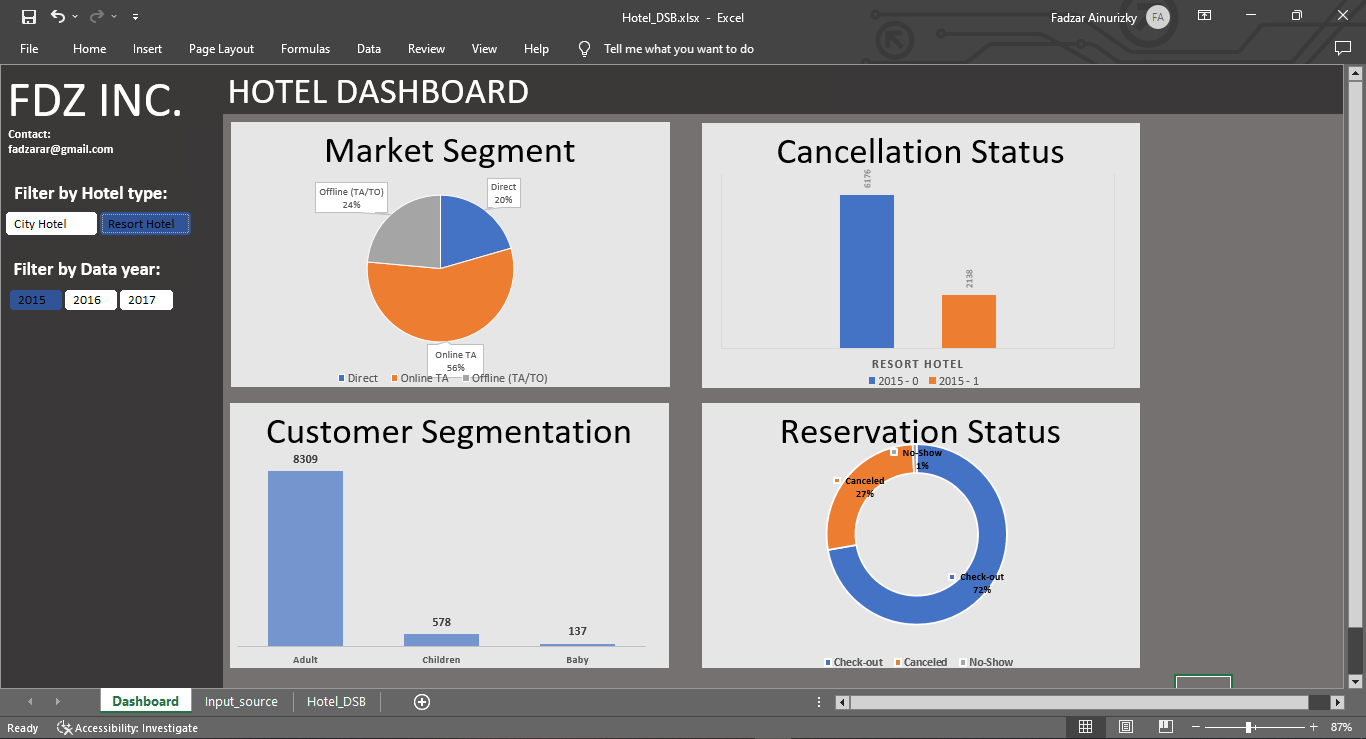 Hotel_DSB.xlsx - Excel
Fadzar Ainurizky
FA
File Home Insert Page Layout Formulas Data Review View Help Tell me what you want to do
FDZ INC.
Contact:
fadzarar@gmail.com
Filter by Hotel type:
City Hotel Resort Hotel
Filter by Data year:
2015 2016 2017
HOTEL DASHBOARD
Market Segment
Offline (TA/TO)
24%
Direct
20%
Online TA
56%
Direct Online TA Offline (TA/TO)
Cancellation Status
6176
2138
RESORT HOTEL
2015 - 0 2015 - 1
Customer Segmentation
8309
578
137
Adult Children Baby
Reservation Status
No-Show
1%
Canceled
27%
Check-out
72%
Check-out Canceled No-Show
Dashboard Input_source Hotel_DSB
Ready Accessibility: Investigate
87%